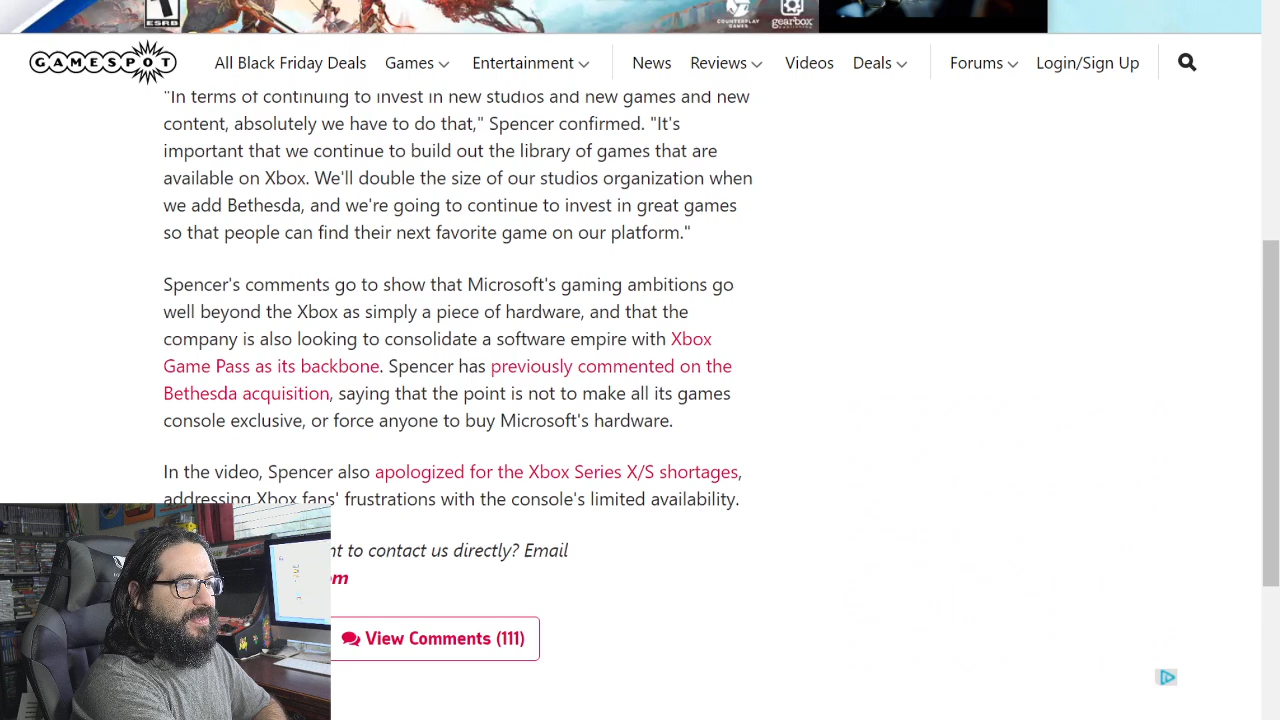 ESRB
COUNTERPLAY
GAMES
gearbox
GAMESPOT
All Black Friday Deals
Games
Entertainment
News
Reviews
Videos
Deals
Forums
Login/Sign Up
"In terms of continuing to invest in new studios and new games and new
content, absolutely we have to do that," Spencer confirmed. "It's
important that we continue to build out the library of games that are
available on Xbox. We'll double the size of our studios organization when
we add Bethesda, and we're going to continue to invest in great games
so that people can find their next favorite game on our platform."
Spencer's comments go to show that Microsoft's gaming ambitions go
well beyond the Xbox as simply a piece of hardware, and that the
company is also looking to consolidate a software empire with Xbox
Game Pass as its backbone. Spencer has previously commented on the
Bethesda acquisition, saying that the point is not to make all its games
console exclusive, or force anyone to buy Microsoft's hardware.
In the video, Spencer also apologized for the Xbox Series X/S shortages,
addressing Xbox fans' frustrations with the console's limited availability.
nt to contact us directly? Email
om
View Comments (111)